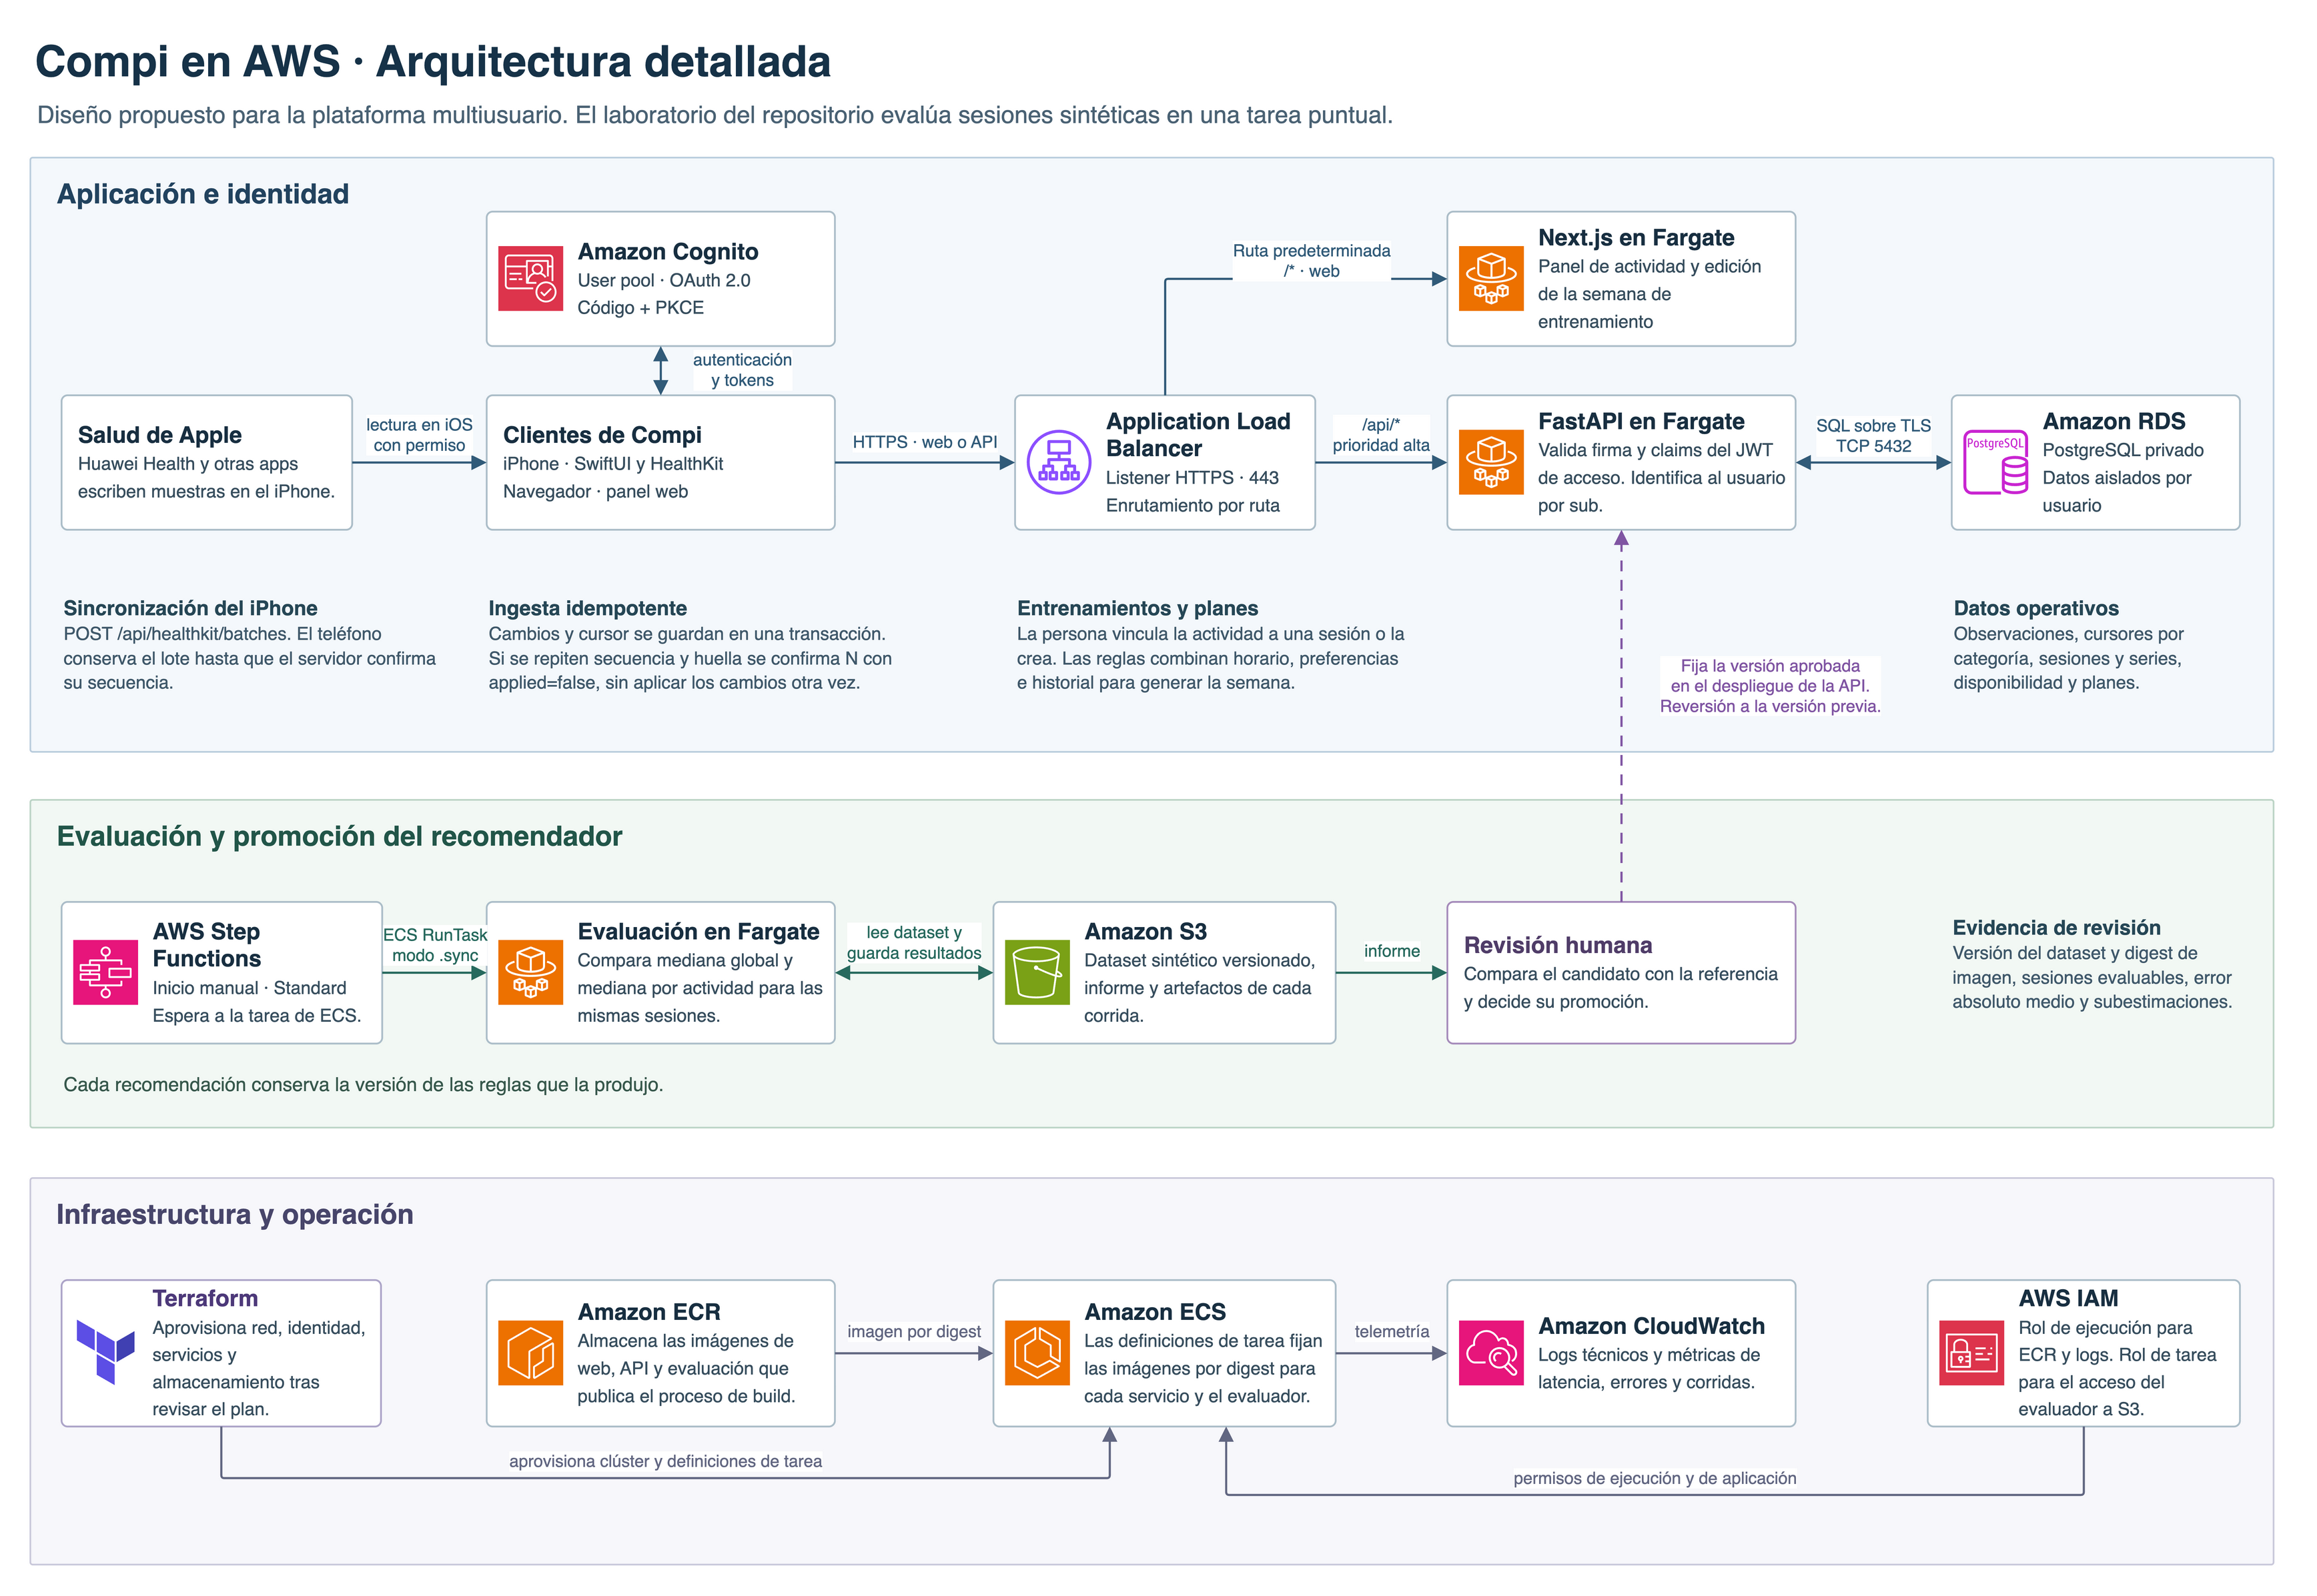 Compi en AWS · Arquitectura detallada
Diseño propuesto para la plataforma multiusuario. El laboratorio del repositorio evalúa sesiones sintéticas en una tarea puntual.
Aplicación e identidad
Amazon Cognito
User pool · OAuth 2.0
Código + PKCE
Ruta predeterminada
/* · web
Next.js en Fargate
Panel de actividad y edición
de la semana de
entrenamiento
autenticación
y tokens
Salud de Apple
Huawei Health y otras apps
escriben muestras en el iPhone.
lectura en iOS
con permiso
Clientes de Compi
iPhone · SwiftUI y HealthKit
Navegador · panel web
HTTPS · web o API
Application Load
Balancer
Listener HTTPS · 443
Enrutamiento por ruta
/api/*
prioridad alta
FastAPI en Fargate
Valida firma y claims del JWT
de acceso. Identifica al usuario
por sub.
SQL sobre TLS
TCP 5432
PostgreSQL
Amazon RDS
PostgreSQL privado
Datos aislados por
usuario
Sincronización del iPhone
POST /api/healthkit/batches. El teléfono
conserva el lote hasta que el servidor confirma
su secuencia.
Ingesta idempotente
Cambios y cursor se guardan en una transacción.
Si se repiten secuencia y huella se confirma N con
applied=false, sin aplicar los cambios otra vez.
Entrenamientos y planes
La persona vincula la actividad a una sesión o la
crea. Las reglas combinan horario, preferencias
e historial para generar la semana.
Fija la versión aprobada
en el despliegue de la API.
Reversión a la versión previa.
Datos operativos
Observaciones, cursores por
categoría, sesiones y series,
disponibilidad y planes.
Evaluación y promoción del recomendador
AWS Step
Functions
Inicio manual · Standard
Espera a la tarea de ECS.
ECS RunTask
modo .sync
Evaluación en Fargate
Compara mediana global y
mediana por actividad para las
mismas sesiones.
lee dataset y
guarda resultados
Amazon S3
Dataset sintético versionado,
informe y artefactos de cada
corrida.
informe
Revisión humana
Compara el candidato con la referencia
y decide su promoción.
Evidencia de revisión
Versión del dataset y digest de
imagen, sesiones evaluables, error
absoluto medio y subestimaciones.
Cada recomendación conserva la versión de las reglas que la produjo.
Infraestructura y operación
Terraform
Aprovisiona red, identidad,
servicios y
almacenamiento tras
revisar el plan.
Amazon ECR
Almacena las imágenes de
web, API y evaluación que
publica el proceso de build.
imagen por digest
Amazon ECS
Las definiciones de tarea fijan
las imágenes por digest para
cada servicio y el evaluador.
telemetría
Amazon CloudWatch
Logs técnicos y métricas de
latencia, errores y corridas.
AWS IAM
Rol de ejecución para
ECR y logs. Rol de tarea
para el acceso del
evaluador a S3.
aprovisiona clúster y definiciones de tarea
permisos de ejecución y de aplicación